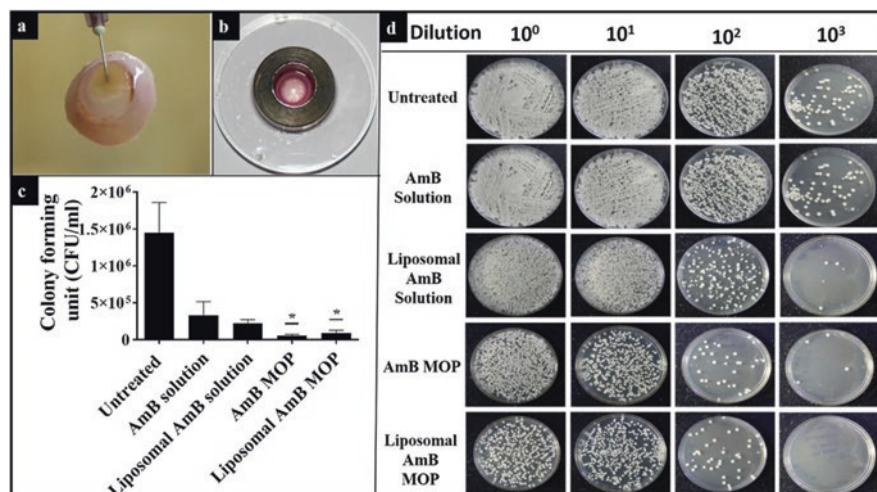 a
b
c
Colony forming
unit (CFU/ml)
2×10⁶
1.5×10⁶
1×10⁶
5×10⁵
0
*
*
Untreated
AmB solution
Liposomal AmB solution
AmB MOP
Liposomal AmB MOP
d Dilution 10⁰ 10¹ 10² 10³
Untreated
AmB
Solution
Liposomal
AmB
Solution
AmB MOP
Liposomal
AmB
MOP